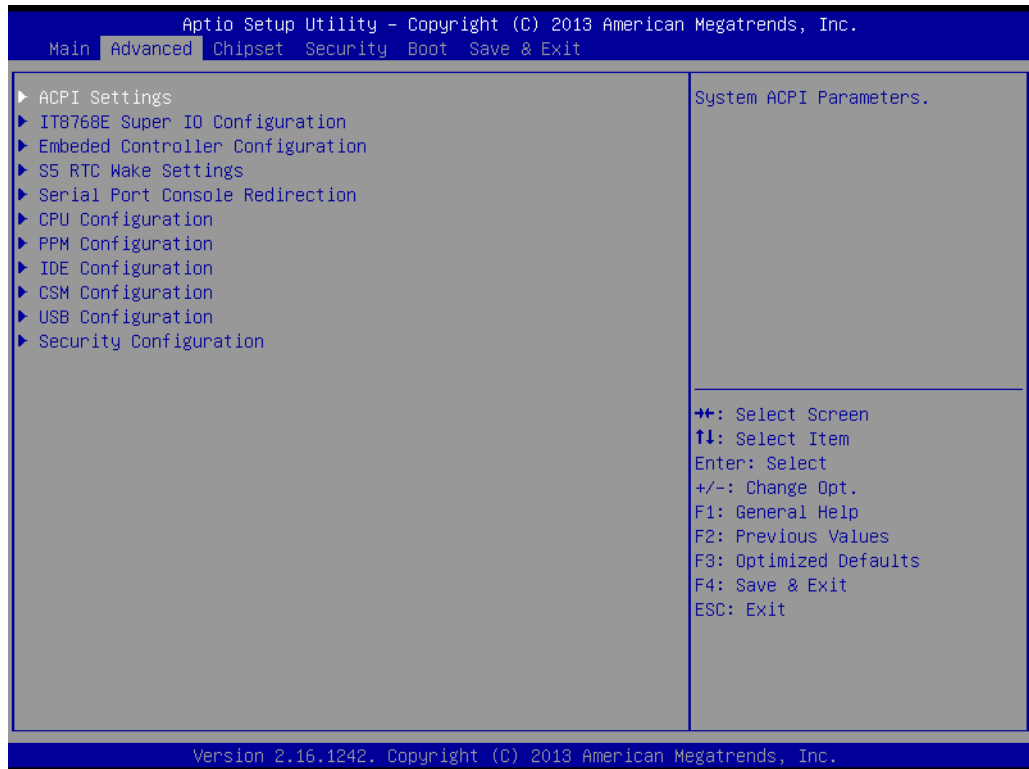 Aptio Setup Utility – Copyright (C) 2013 American Megatrends, Inc.
Main Advanced Chipset Security Boot Save & Exit
▶ ACPI Settings
▶ IT8768E Super IO Configuration
▶ Embeded Controller Configuration
▶ S5 RTC Wake Settings
▶ Serial Port Console Redirection
▶ CPU Configuration
▶ PPM Configuration
▶ IDE Configuration
▶ CSM Configuration
▶ USB Configuration
▶ Security Configuration
System ACPI Parameters.
→←: Select Screen
↑↓: Select Item
Enter: Select
+/-: Change Opt.
F1: General Help
F2: Previous Values
F3: Optimized Defaults
F4: Save & Exit
ESC: Exit
Version 2.16.1242. Copyright (C) 2013 American Megatrends, Inc.